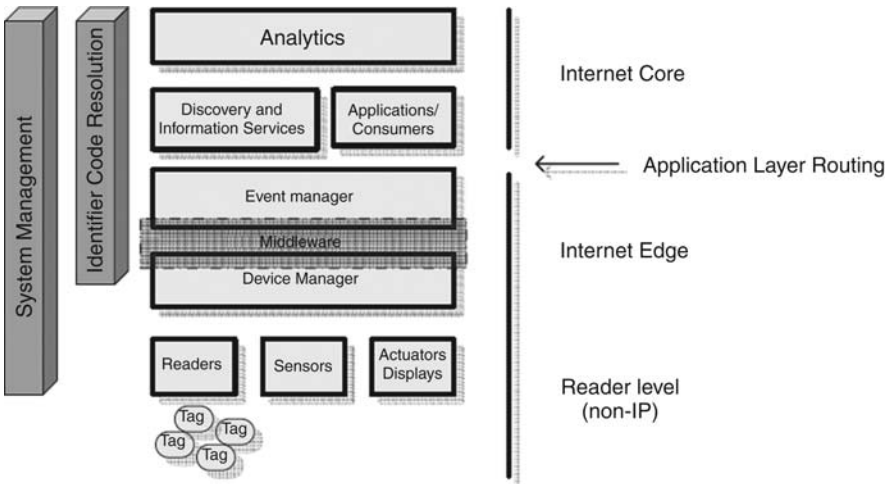 System Management
Identifier Code Resolution
Analytics
Discovery and
Information Services
Applications/
Consumers
Event manager
Middleware
Device Manager
Readers
Sensors
Actuators
Displays
Tag
Tag
Tag
Tag
Internet Core
Application Layer Routing
Internet Edge
Reader level
(non-IP)